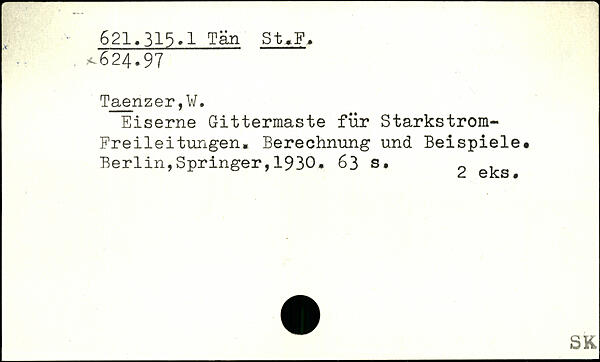 621.315.1 Tän St.F.
×624.97
Taenzer,W.
Eiserne Gittermaste für Starkstrom-
Freileitungen. Berechnung und Beispiele.
Berlin,Springer,1930. 63 s.
2 eks.
SK